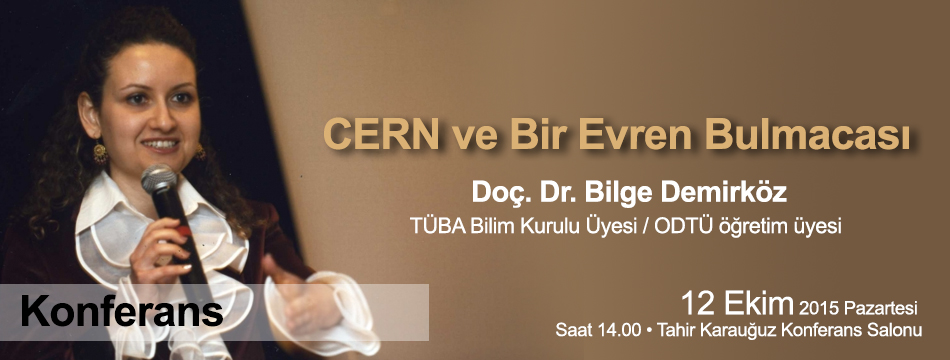 CERN ve Bir Evren Bulmacası
Doç. Dr. Bilge Demirköz
TÜBA Bilim Kurulu Üyesi / ODTÜ öğretim üyesi
Konferans
12 Ekim 2015 Pazartesi
Saat 14.00 • Tahir Karauğuz Konferans Salonu